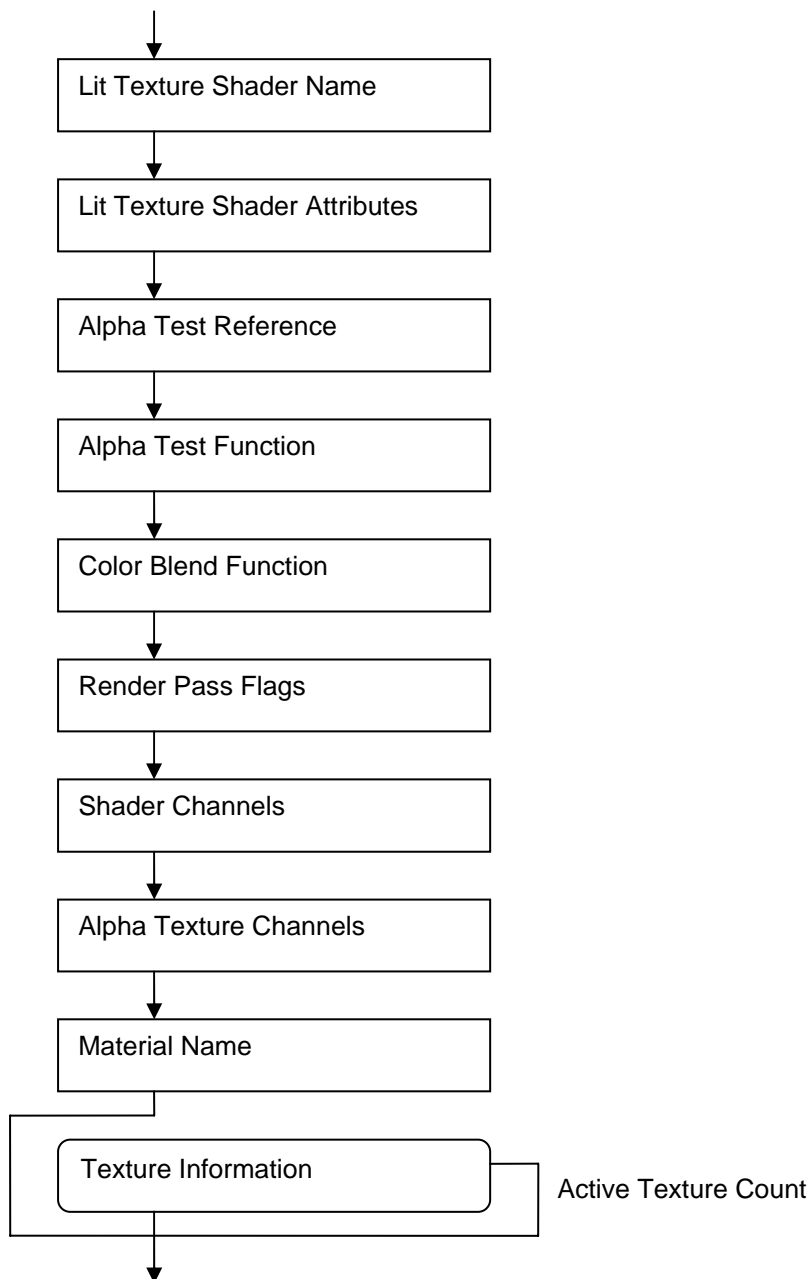 Lit Texture Shader Name
Lit Texture Shader Attributes
Alpha Test Reference
Alpha Test Function
Color Blend Function
Render Pass Flags
Shader Channels
Alpha Texture Channels
Material Name
Texture Information
Active Texture Count